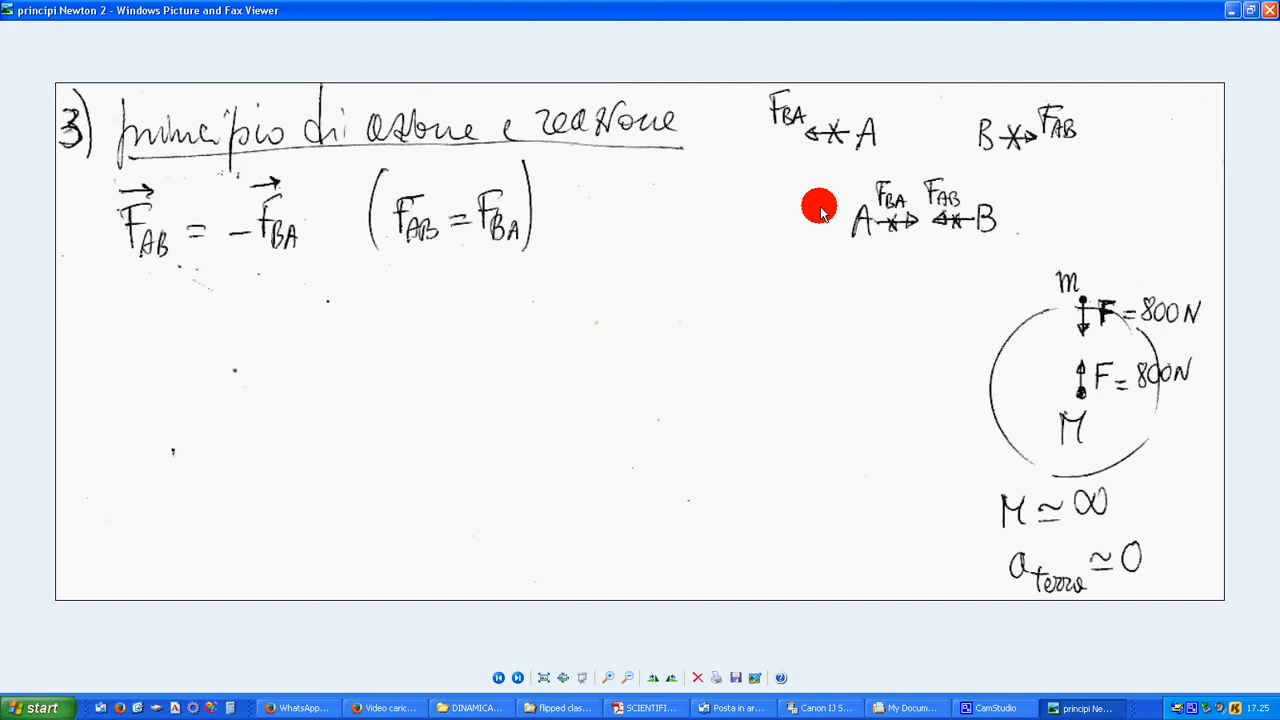 principi Newton 2 - Windows Picture and Fax Viewer
3) principio di azione e reazione
F_AB = -F_BA (F_AB = F_BA)
F_BA A B F_AB
A F_BA F_AB B
m
F = 800 N
F = 800 N
M
M ≃ ∞
a_terra ≃ 0
start
WhatsApp...
Video caric...
DINAMICA...
flipped clas...
SCIENTIFI...
Posta in ar...
Canon IJ S...
My Docum...
CamStudio
principi Ne...
17.25